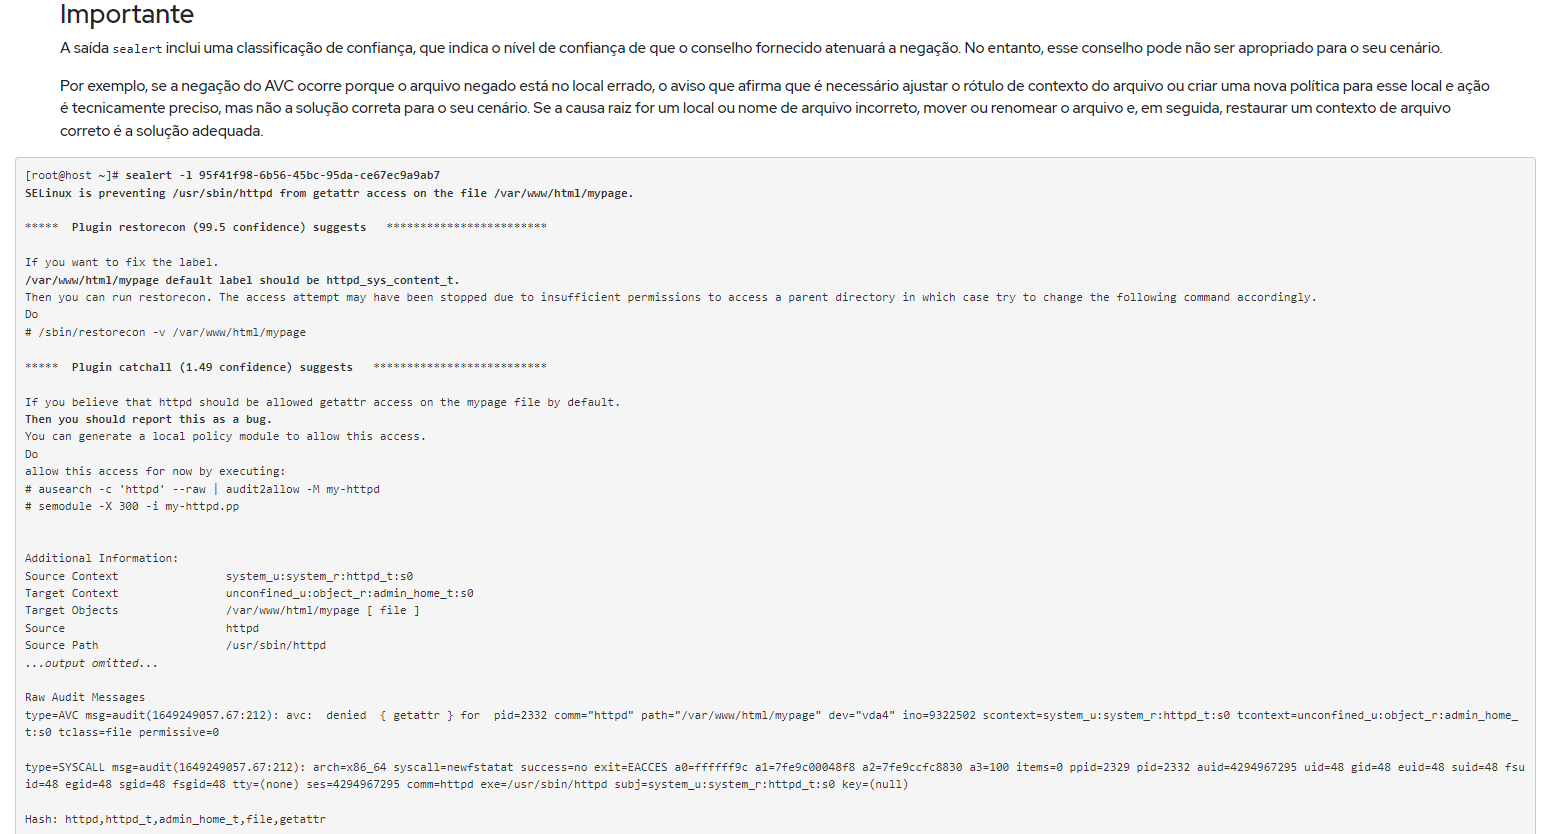 Importante
A saída sealert inclui uma classificação de confiança, que indica o nível de confiança de que o conselho fornecido atenuará a negação. No entanto, esse conselho pode não ser apropriado para o seu cenário.
Por exemplo, se a negação do AVC ocorre porque o arquivo negado está no local errado, o aviso que afirma que é necessário ajustar o rótulo de contexto do arquivo ou criar uma nova política para esse local e ação
é tecnicamente preciso, mas não a solução correta para o seu cenário. Se a causa raiz for um local ou nome de arquivo incorreto, mover ou renomear o arquivo e, em seguida, restaurar um contexto de arquivo
correto é a solução adequada.
[root@host ~]# sealert -l 95f41f98-6b56-45bc-95da-ce67ec9a9ab7
SELinux is preventing /usr/sbin/httpd from getattr access on the file /var/www/html/mypage.
*****  Plugin restorecon (99.5 confidence) suggests   ************************
If you want to fix the label.
/var/www/html/mypage default label should be httpd_sys_content_t.
Then you can run restorecon. The access attempt may have been stopped due to insufficient permissions to access a parent directory in which case try to change the following command accordingly.
Do
# /sbin/restorecon -v /var/www/html/mypage
*****  Plugin catchall (1.49 confidence) suggests   **************************
If you believe that httpd should be allowed getattr access on the mypage file by default.
Then you should report this as a bug.
You can generate a local policy module to allow this access.
Do
allow this access for now by executing:
# ausearch -c 'httpd' --raw | audit2allow -M my-httpd
# semodule -X 300 -i my-httpd.pp
Additional Information:
Source Context                system_u:system_r:httpd_t:s0
Target Context                unconfined_u:object_r:admin_home_t:s0
Target Objects                /var/www/html/mypage [ file ]
Source                        httpd
Source Path                   /usr/sbin/httpd
...output omitted...
Raw Audit Messages
type=AVC msg=audit(1649249057.67:212): avc:  denied  { getattr } for  pid=2332 comm="httpd" path="/var/www/html/mypage" dev="vda4" ino=9322502 scontext=system_u:system_r:httpd_t:s0 tcontext=unconfined_u:object_r:admin_home_
t:s0 tclass=file permissive=0
type=SYSCALL msg=audit(1649249057.67:212): arch=x86_64 syscall=newfstatat success=no exit=EACCES a0=ffffff9c a1=7fe9c00048f8 a2=7fe9ccfc8830 a3=100 items=0 ppid=2329 pid=2332 auid=4294967295 uid=48 gid=48 euid=48 suid=48 fsu
id=48 egid=48 sgid=48 fsgid=48 tty=(none) ses=4294967295 comm=httpd exe=/usr/sbin/httpd subj=system_u:system_r:httpd_t:s0 key=(null)
Hash: httpd,httpd_t,admin_home_t,file,getattr